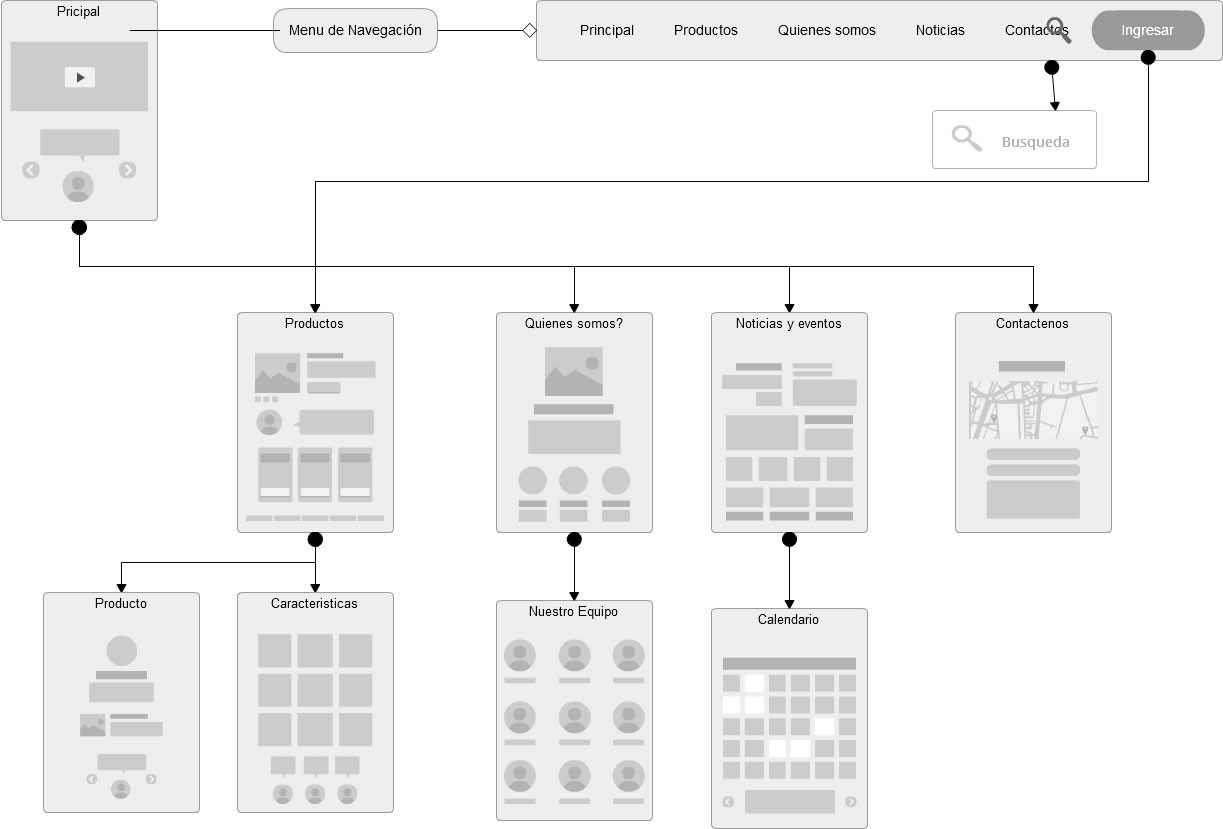 Pricipal
Menu de Navegación
Principal
Productos
Quienes somos
Noticias
Contactos
Ingresar
Busqueda
Productos
Quienes somos?
Noticias y eventos
Contactenos
Producto
Caracteristicas
Nuestro Equipo
Calendario